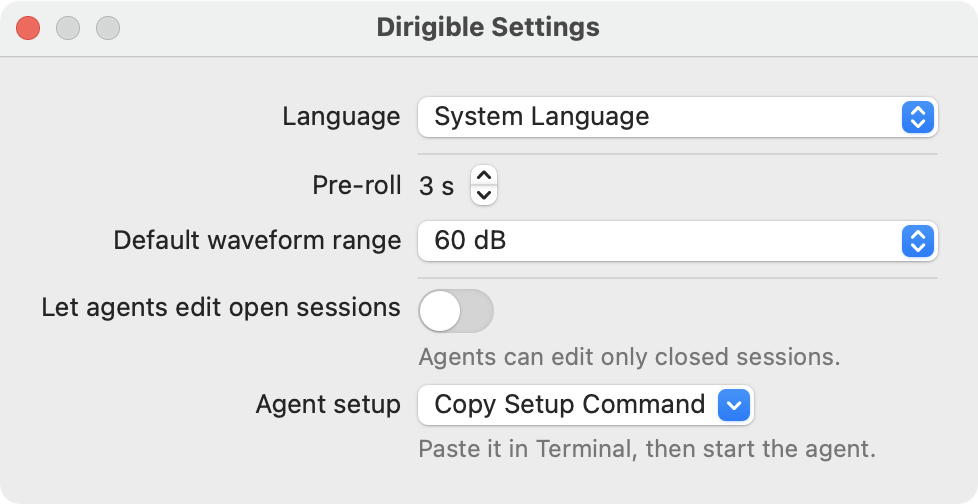 Dirigible Settings
Language System Language
Pre-roll 3 s
Default waveform range 60 dB
Let agents edit open sessions
Agents can edit only closed sessions.
Agent setup Copy Setup Command
Paste it in Terminal, then start the agent.